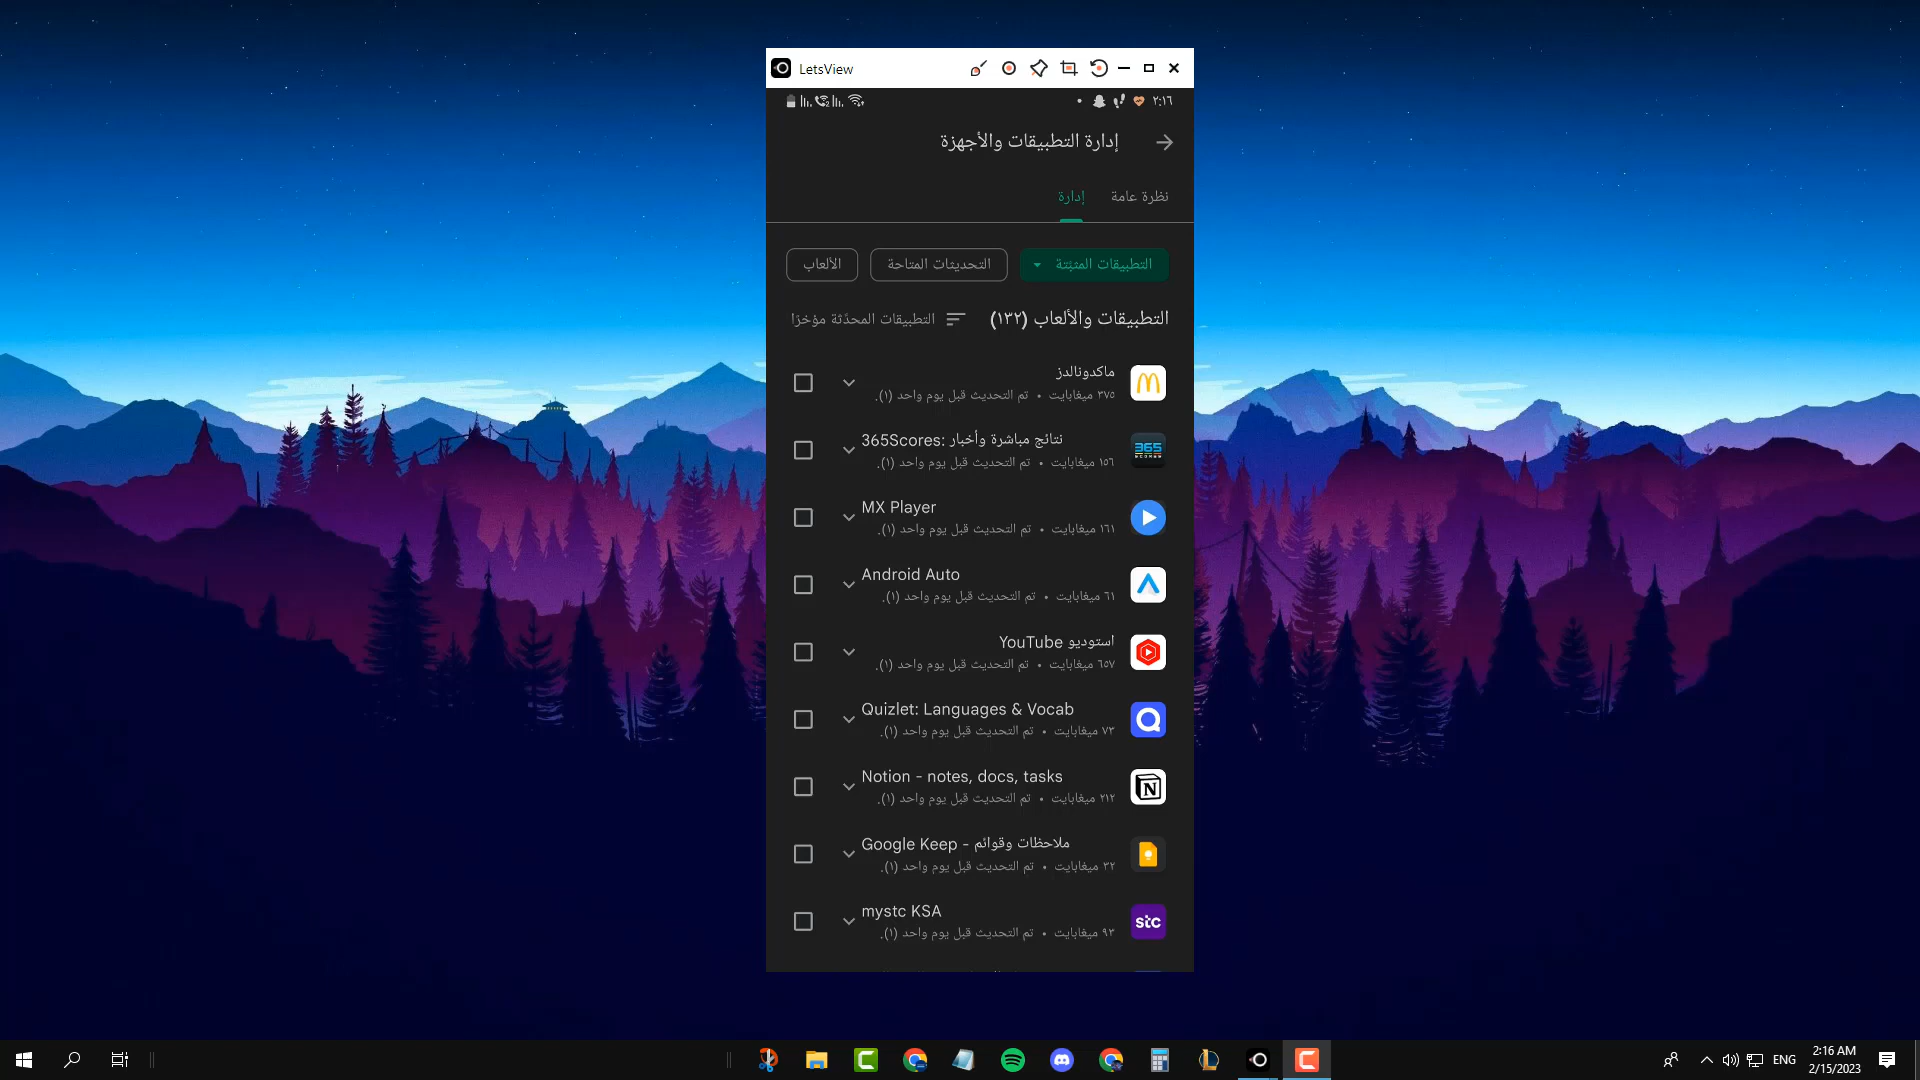 LetsView
٢:١٦
إدارة التطبيقات والأجهزة
نظرة عامة
إدارة
التطبيقات المثبّتة
التحديثات المتاحة
الألعاب
التطبيقات والألعاب (١٣٢)
التطبيقات المحدّثة مؤخرًا
ماكدونالدز
٣٧٥ ميغابايت • تم التحديث قبل يوم واحد (١).
365Scores: نتائج مباشرة وأخبار
365
SCORES
١٥٦ ميغابايت • تم التحديث قبل يوم واحد (١).
MX Player
١٦١ ميغابايت • تم التحديث قبل يوم واحد (١).
Android Auto
٦١ ميغابايت • تم التحديث قبل يوم واحد (١).
استوديو YouTube
٦٥٧ ميغابايت • تم التحديث قبل يوم واحد (١).
Quizlet: Languages & Vocab
٧٣ ميغابايت • تم التحديث قبل يوم واحد (١).
Notion - notes, docs, tasks
٢١٢ ميغابايت • تم التحديث قبل يوم واحد (١).
Google Keep - ملاحظات وقوائم
٣٢ ميغابايت • تم التحديث قبل يوم واحد (١).
mystc KSA
stc
٩٣ ميغابايت • تم التحديث قبل يوم واحد (١).
ENG
2:16 AM
2/15/2023